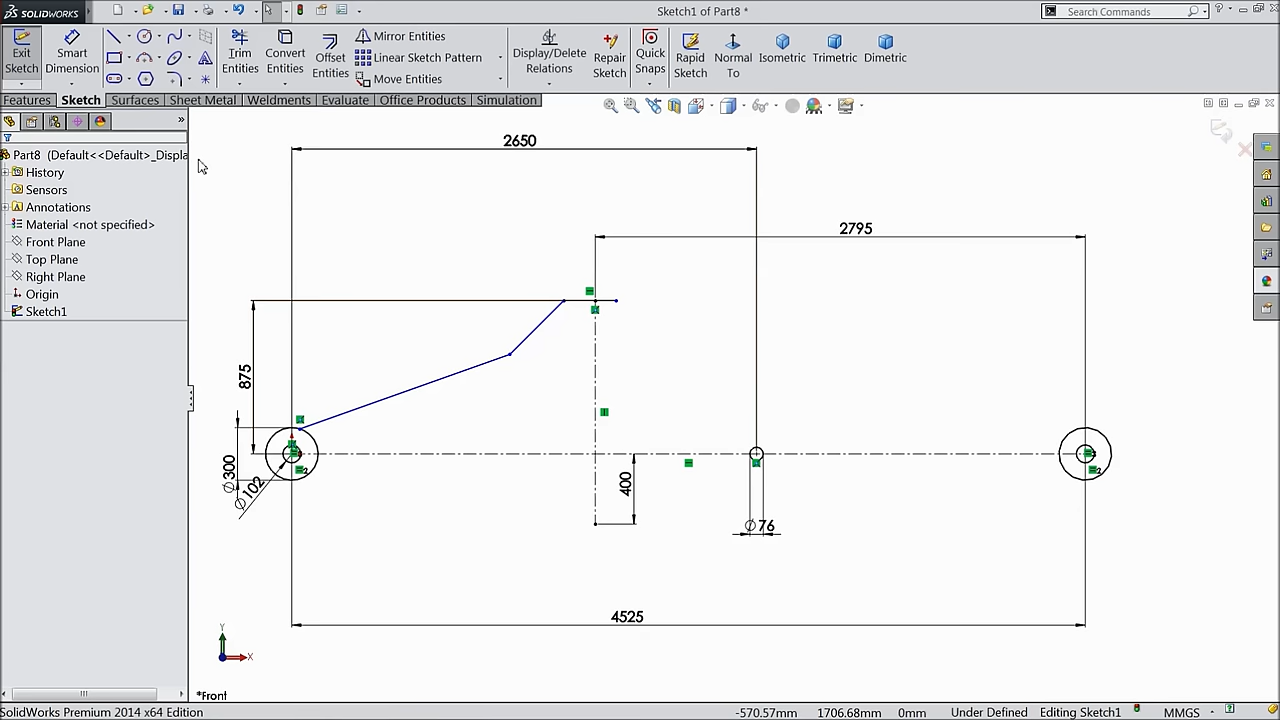 SOLIDWORKS
Sketch1 of Part8 *
Search Commands
Exit Sketch
Smart Dimension
Trim Entities
Convert Entities
Offset Entities
Mirror Entities
Linear Sketch Pattern
Move Entities
Display/Delete Relations
Repair Sketch
Quick Snaps
Rapid Sketch
Normal To
Isometric
Trimetric
Dimetric
Features
Sketch
Surfaces
Sheet Metal
Weldments
Evaluate
Office Products
Simulation
Part8 (Default<<Default>_Displa
History
Sensors
Annotations
Material <not specified>
Front Plane
Top Plane
Right Plane
Origin
Sketch1
2650
2795
875
Ø300
Ø102
400
Ø76
4525
Y
X
*Front
SolidWorks Premium 2014 x64 Edition
-570.57mm
1706.68mm
0mm
Under Defined
Editing Sketch1
MMGS